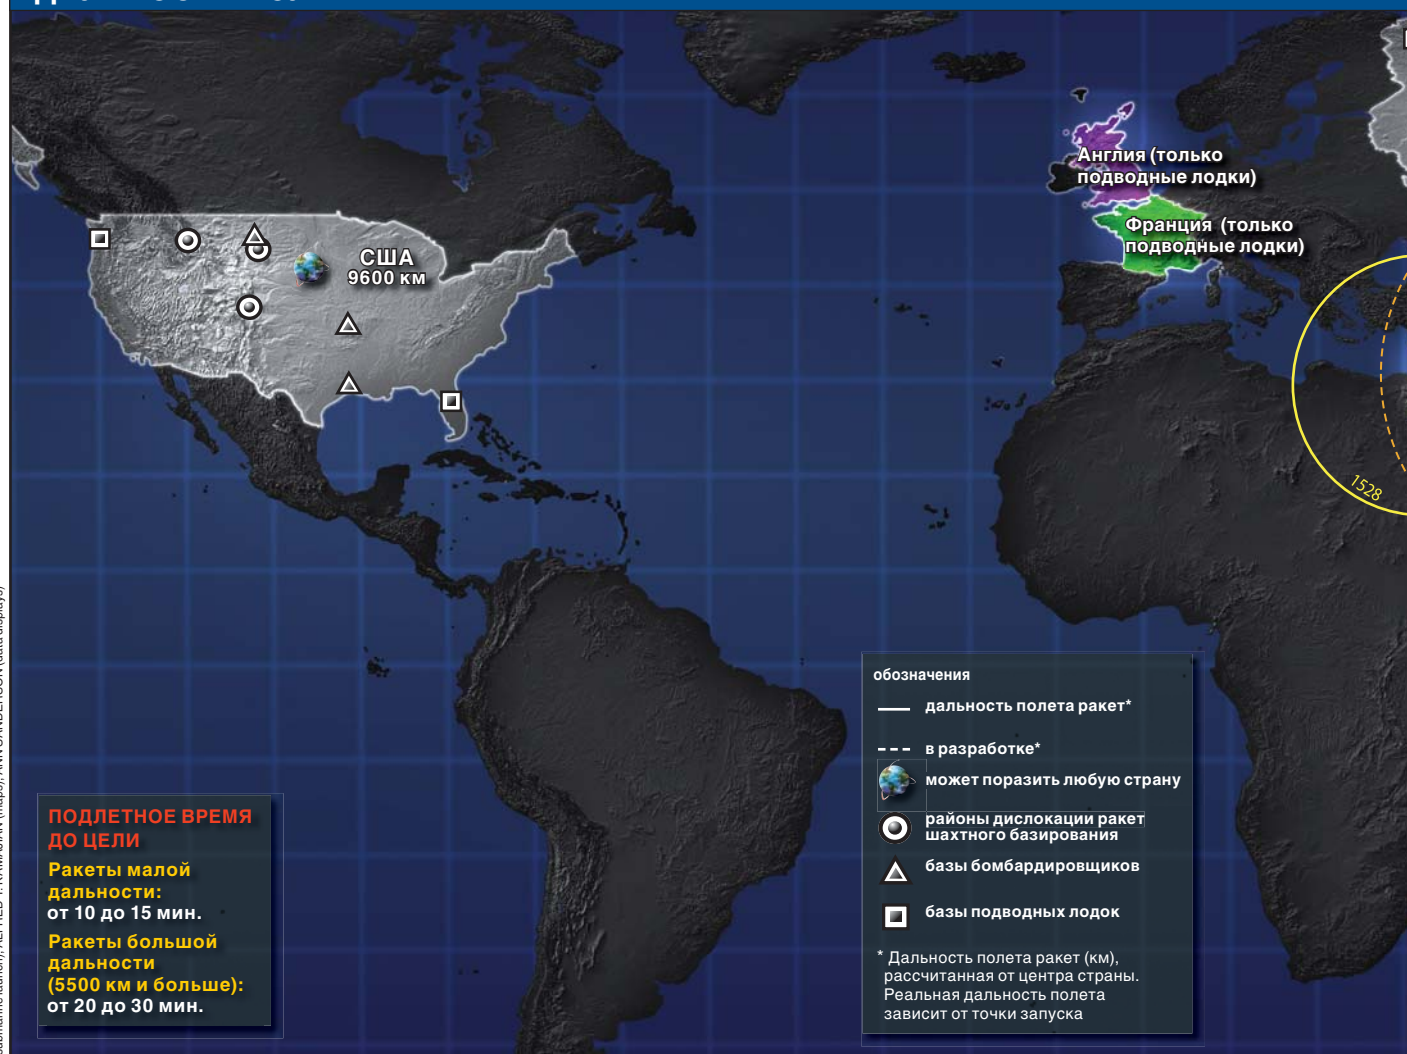 Англия (только
подводные лодки)
Франция (только
подводные лодки)
США
9600 км
1528
обозначения
дальность полета ракет*
в разработке*
может поразить любую страну
районы дислокации ракет
шахтного базирования
базы бомбардировщиков
базы подводных лодок
* Дальность полета ракет (км),
рассчитанная от центра страны.
Реальная дальность полета
зависит от точки запуска
ПОДЛЕТНОЕ ВРЕМЯ
ДО ЦЕЛИ
Ракеты малой
дальности:
от 10 до 15 мин.
Ракеты большой
дальности
(5500 км и больше):
от 20 до 30 мин.